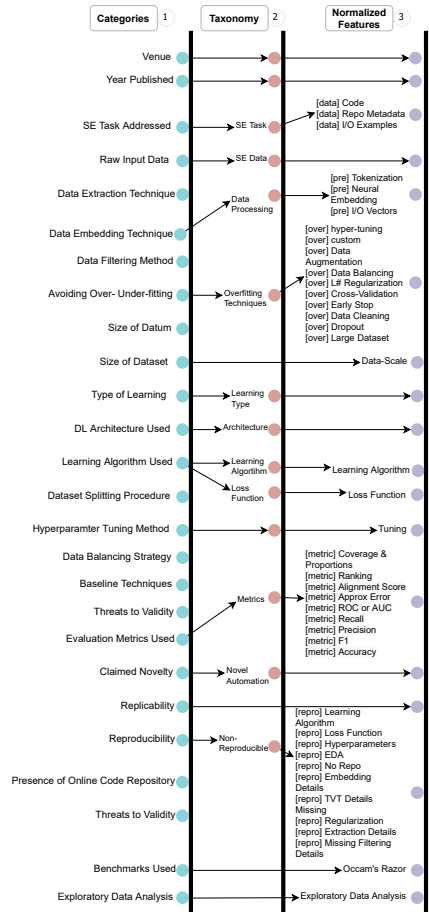 Categories 1 Taxonomy 2 Normalized Features 3
Venue
Year Published
[data] Code
[data] Repo Metadata
[data] I/O Examples
SE Task Addressed SE Task
Raw Input Data SE Data
[pre] Tokenization
[pre] Neural
Embedding
[pre] I/O Vectors
Data Extraction Technique
Data
Processing
Data Embedding Technique
[over] hyper-tuning
[over] custom
[over] Data
Augmentation
[over] Data Balancing
[over] L# Regularization
[over] Cross-Validation
[over] Early Stop
[over] Data Cleaning
[over] Dropout
[over] Large Dataset
Data Filtering Method
Avoiding Over- Under-fitting
Overfitting
Techniques
Size of Datum
Size of Dataset Data-Scale
Type of Learning
Learning
Type
DL Architecture Used Architecture
Learning Algorithm Used
Learning
Algortihm
Learning Algorithm
Loss
Function
Loss Function
Dataset Splitting Procedure
Hyperparamter Tuning Method Tuning
Data Balancing Strategy
[metric] Coverage &
Proportions
[metric] Ranking
[metric] Alignment Score
[metric] Approx Error
[metric] ROC or AUC
[metric] Recall
[metric] Precision
[metric] F1
[metric] Accuracy
Baseline Techniques
Metrics
Threats to Validity
Evaluation Metrics Used
Claimed Novelty
Novel
Automation
Replicability
[repro] Learning
Algorithm
[repro] Loss Function
[repro] Hyperparameters
[repro] EDA
[repro] No Repo
[repro] Embedding
Details
[repro] TVT Details
Missing
[repro] Regularization
[repro] Extraction Details
[repro] Missing Filtering
Details
Reproducibility
Non-
Reproducible
Presence of Online Code Repository
Threats to Validity
Benchmarks Used Occam's Razor
Exploratory Data Analysis Exploratory Data Analysis